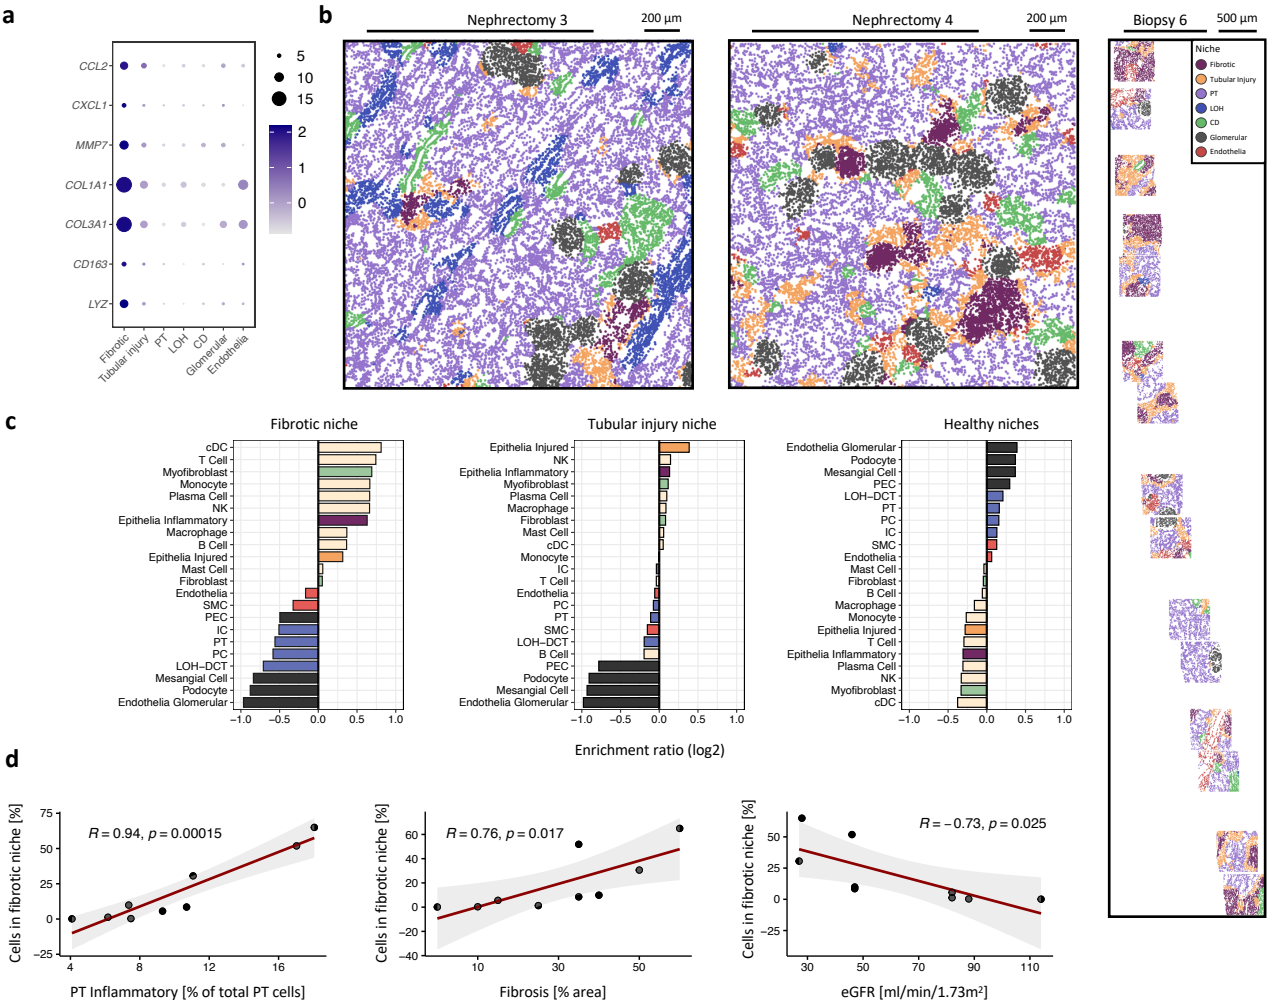 a
CCL2
CXCL1
MMP7
COL1A1
COL3A1
CD163
LYZ
Fibrotic
Tubular injury
PT
LOH
CD
Glomerular
Endothelia
5
10
15
2
1
0
b
Nephrectomy 3
200 µm
Nephrectomy 4
200 µm
Biopsy 6
500 µm
Niche
Fibrotic
Tubular Injury
PT
LOH
CD
Glomerular
Endothelia
c
Fibrotic niche
cDC
T Cell
Myofibroblast
Monocyte
Plasma Cell
NK
Epithelia Inflammatory
Macrophage
B Cell
Epithelia Injured
Mast Cell
Fibroblast
Endothelia
SMC
PEC
IC
PT
PC
LOH−DCT
Mesangial Cell
Podocyte
Endothelia Glomerular
−1.0 −0.5 0.0 0.5 1.0
Tubular injury niche
Epithelia Injured
NK
Epithelia Inflammatory
Myofibroblast
Plasma Cell
Macrophage
Fibroblast
Mast Cell
cDC
Monocyte
IC
T Cell
Endothelia
PC
PT
SMC
LOH−DCT
B Cell
PEC
Podocyte
Mesangial Cell
Endothelia Glomerular
−1.0 −0.5 0.0 0.5 1.0
Healthy niches
Endothelia Glomerular
Podocyte
Mesangial Cell
PEC
LOH−DCT
PT
PC
IC
SMC
Endothelia
Mast Cell
Fibroblast
B Cell
Macrophage
Monocyte
Epithelia Injured
T Cell
Epithelia Inflammatory
Plasma Cell
NK
Myofibroblast
cDC
−1.0 −0.5 0.0 0.5 1.0
Enrichment ratio (log2)
d
Cells in fibrotic niche [%]
75
50
25
0
−25
R = 0.94, p = 0.00015
4 8 12 16
PT Inflammatory [% of total PT cells]
Cells in fibrotic niche [%]
60
40
20
0
−20
−40
R = 0.76, p = 0.017
10 30 50
Fibrosis [% area]
Cells in fibrotic niche [%]
50
25
0
−25
R = −0.73, p = 0.025
30 50 70 90 110
eGFR [ml/min/1.73m²]